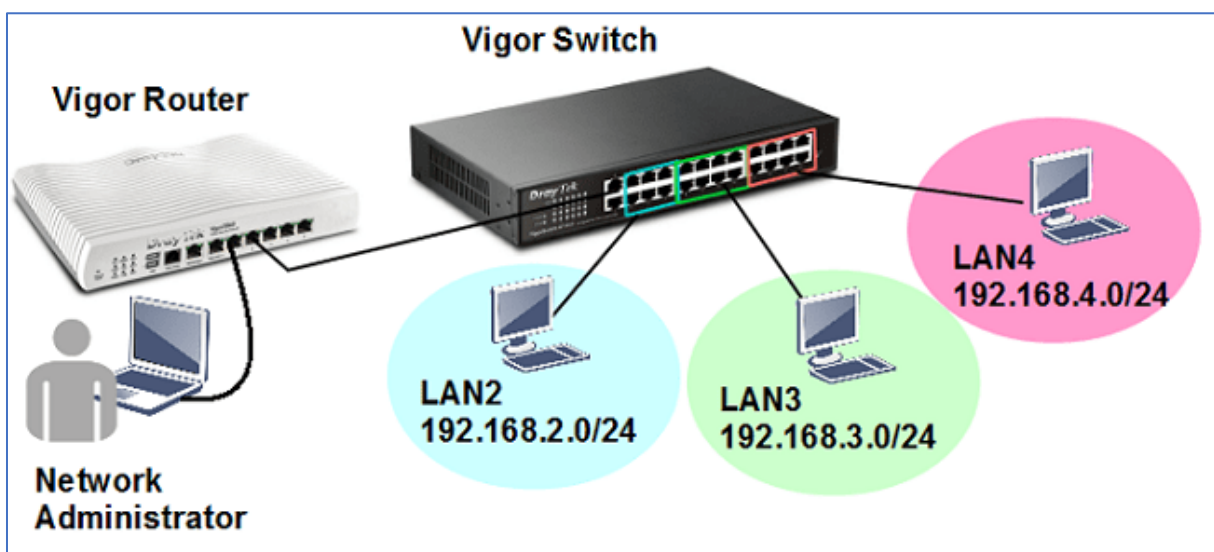 Vigor Switch
Vigor Router
DrayTek
LAN4
192.168.4.0/24
LAN2
192.168.2.0/24
LAN3
192.168.3.0/24
Network
Administrator